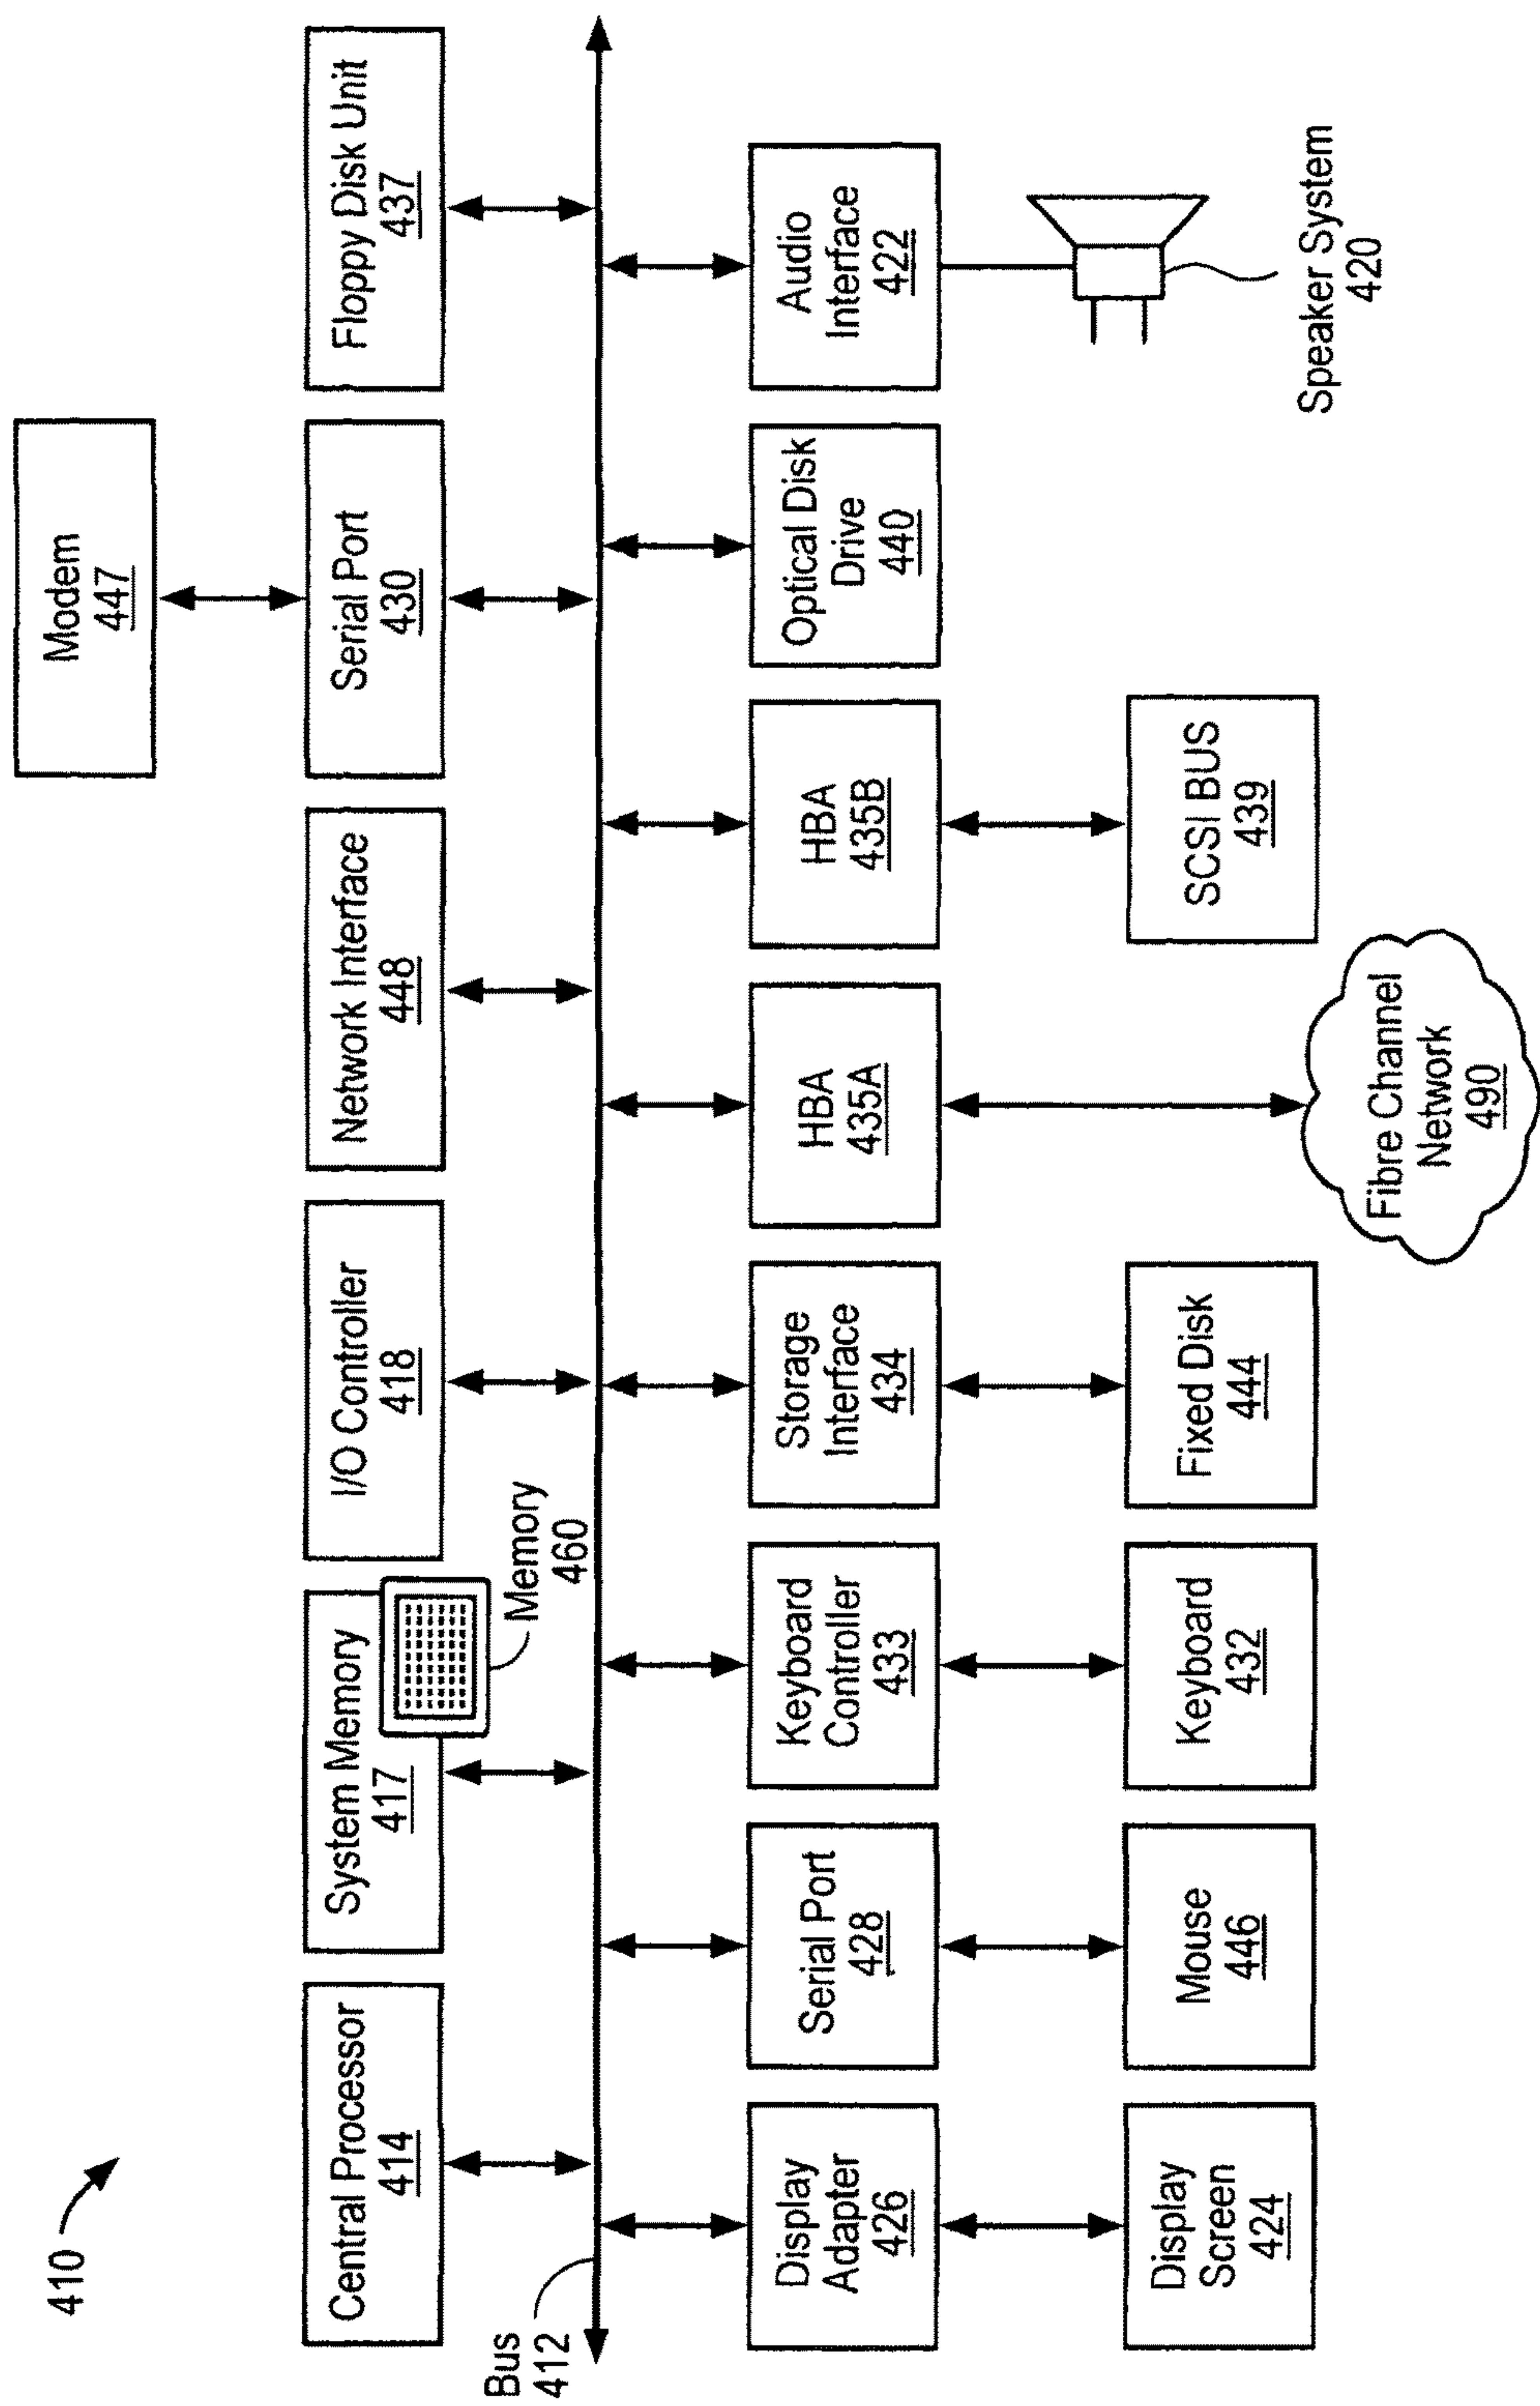 410
Modem
447
Central Processor
414
System Memory
417
Memory
460
I/O Controller
418
Network Interface
448
Serial Port
430
Floppy Disk Unit
437
Bus
412
Display
Adapter
426
Serial Port
428
Keyboard
Controller
433
Storage
Interface
434
HBA
435A
HBA
435B
Optical Disk
Drive
440
Audio
Interface
422
Display
Screen
424
Mouse
446
Keyboard
432
Fixed Disk
444
Fibre Channel
Network
490
SCSI BUS
439
Speaker System
420